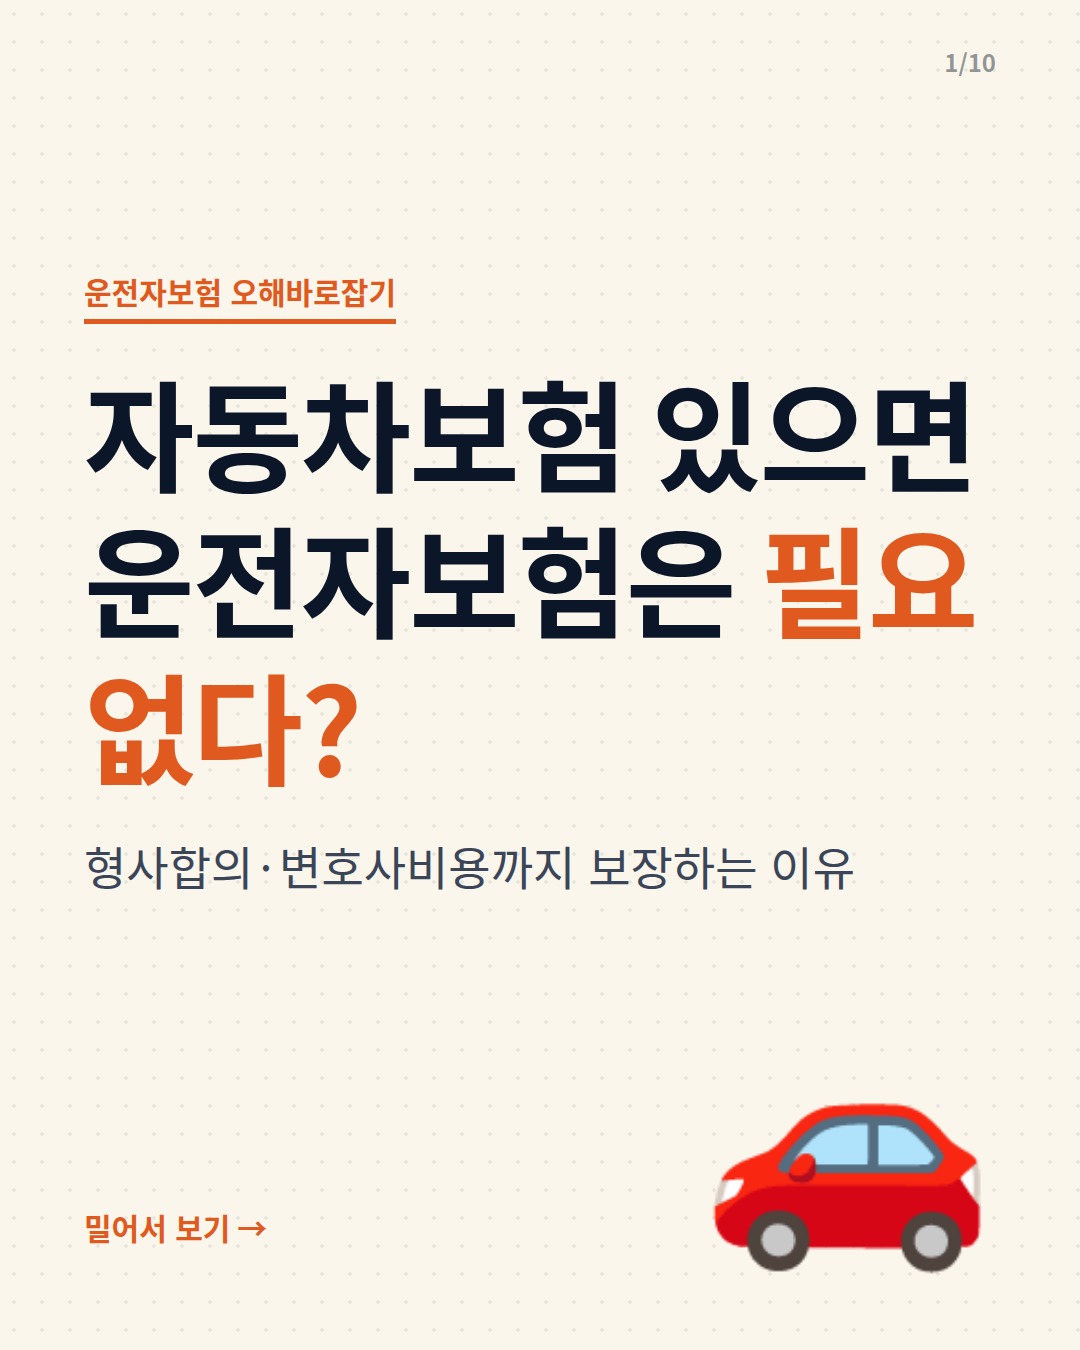 1/10
운전자보험 오해바로잡기
자동차보험 있으면
운전자보험은 필요
없다?
형사합의·변호사비용까지 보장하는 이유
밀어서 보기 →